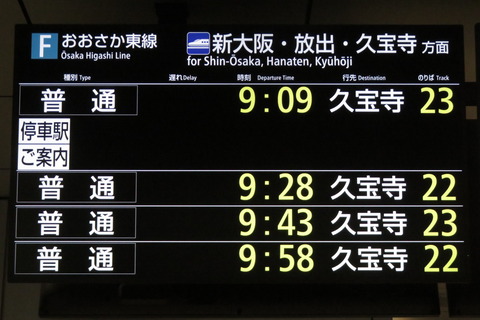 F おおさか東線 新大阪・放出・久宝寺 方面
Ōsaka Higashi Line for Shin-Ōsaka, Hanaten, Kyūhōji
種別 Type 遅れ Delay 時刻 Departure Time 行先 Destination のりば Track
普通 9:09 久宝寺 23
停車駅
ご案内
普通 9:28 久宝寺 22
普通 9:43 久宝寺 23
普通 9:58 久宝寺 22